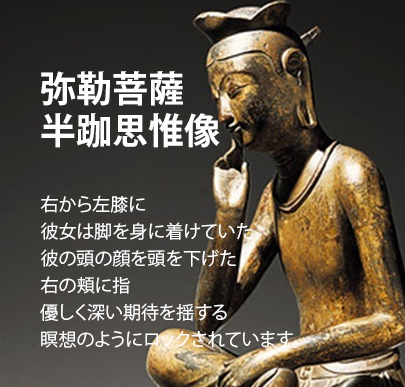 弥勒菩薩
半跏思惟像
右から左膝に
彼女は脚を身に着けていた
彼の頭の顔を頭を下げた
右の頬に指
優しく深い期待を揺する
瞑想のようにロックされています。